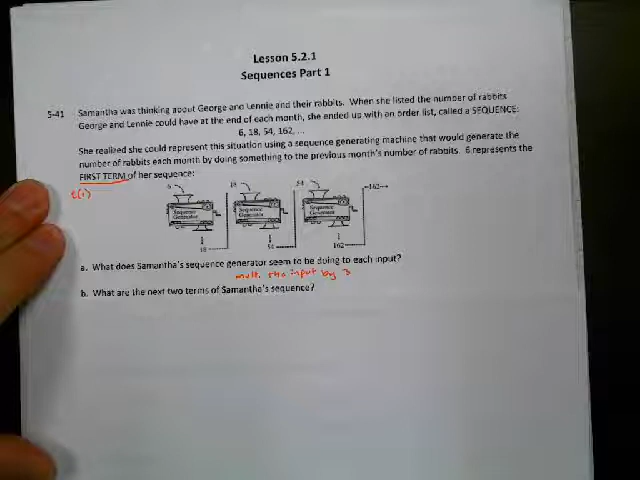 Lesson 5.2.1
Sequences Part 1
5-41 Samantha was thinking about George and Lennie and their rabbits. When she listed the number of rabbits
George and Lennie could have at the end of each month, she ended up with an order list, called a SEQUENCE:
6, 18, 54, 162, ...
She realized she could represent this situation using a sequence generating machine that would generate the
number of rabbits each month by doing something to the previous month's number of rabbits. 6 represents the
FIRST TERM of her sequence:
t(1)
6 18 54 162
Sequence Sequence Sequence
Generator Generator Generator
18 54 162
a. What does Samantha's sequence generator seem to be doing to each input?
mult. the input by 3
b. What are the next two terms of Samantha's sequence?